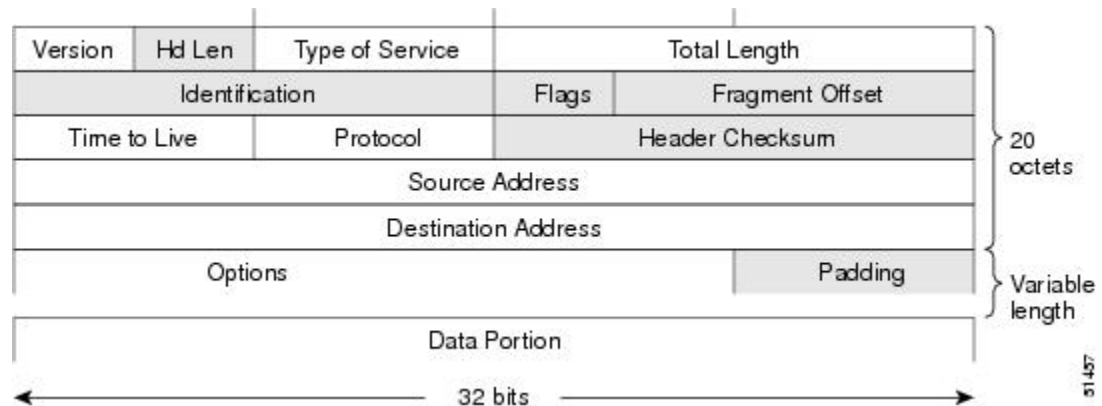 Version Hd Len Type of Service Total Length
Identification Flags Fragment Offset
Time to Live Protocol Header Checksum
20
octets
Source Address
Destination Address
Options Padding
Variable
length
Data Portion
32 bits
51457